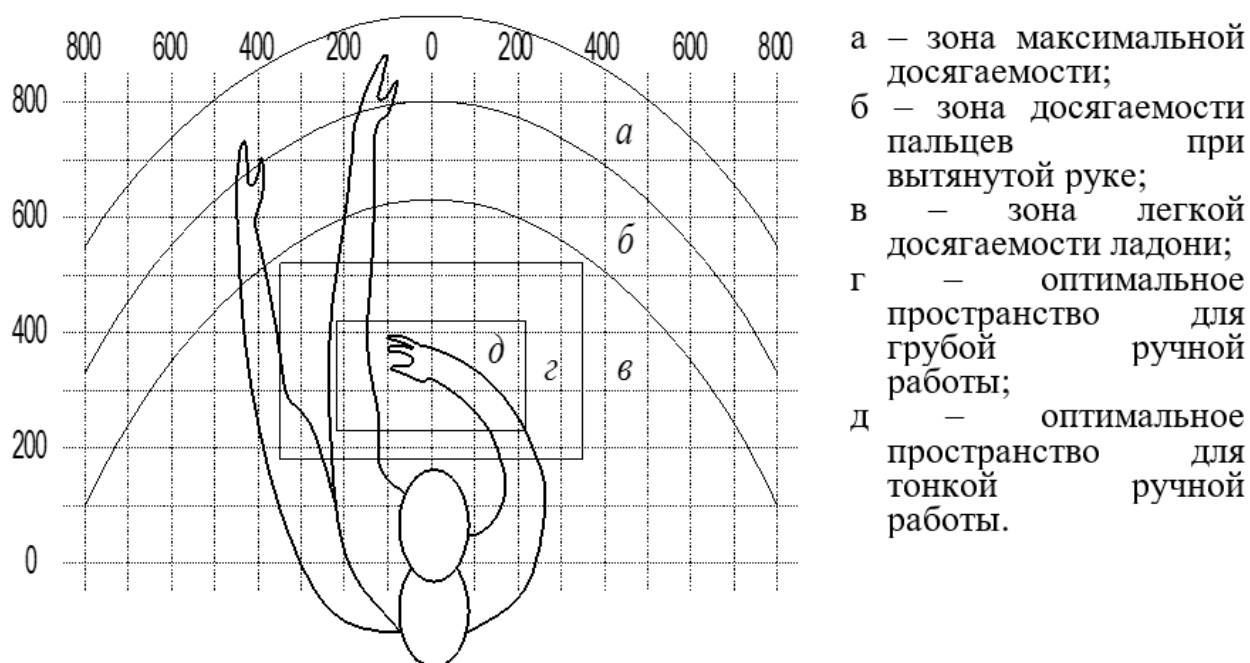 800 600 400 200 0 200 400 600 800
800
600
400
200
0
а
б
д
г
в
а – зона максимальной
досягаемости;
б – зона досягаемости
пальцев при
вытянутой руке;
в – зона легкой
досягаемости ладони;
г – оптимальное
пространство для
грубой ручной
работы;
д – оптимальное
пространство для
тонкой ручной
работы.